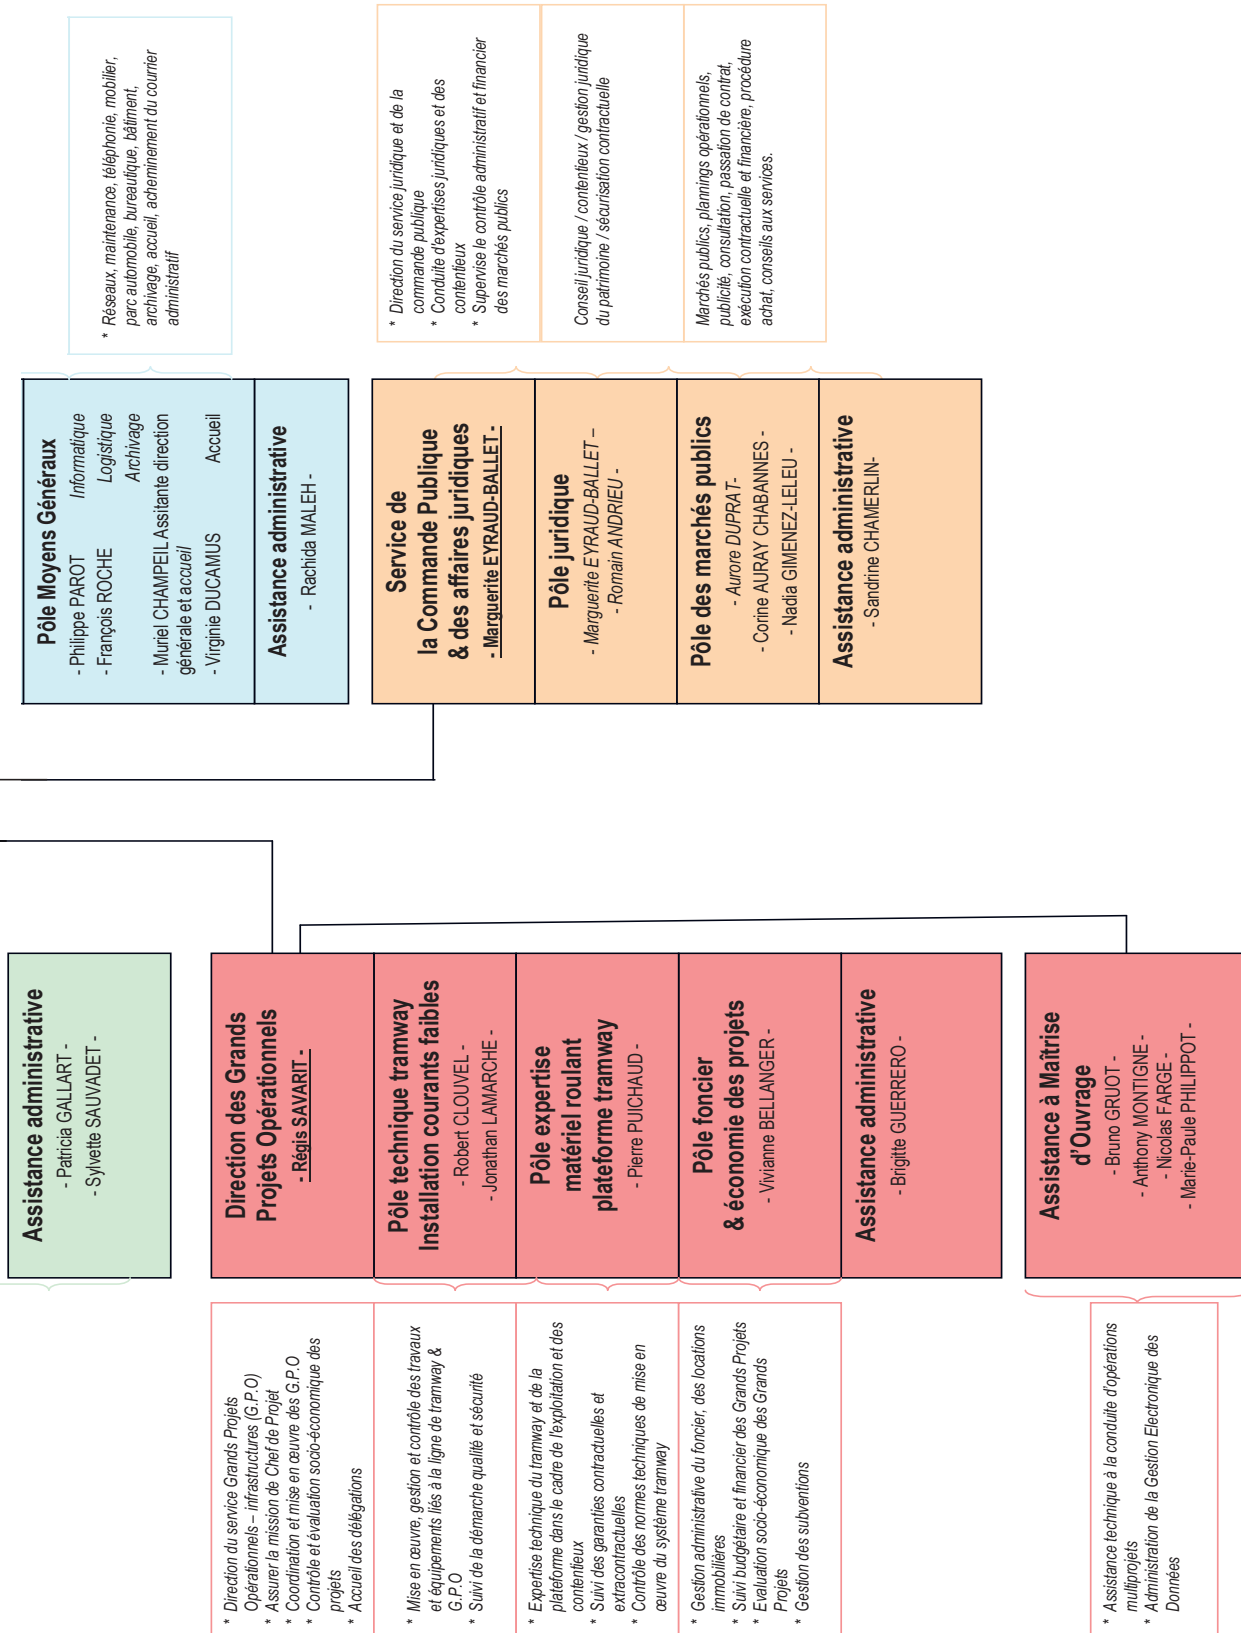 Pôle Moyens Généraux
- Philippe PAROT Informatique
- François ROCHE Logistique
Archivage
- Muriel CHAMPEIL Assitante direction
générale et accueil
- Virginie DUCAMUS Accueil
Assistance administrative
- Rachida MALEH -
* Réseaux, maintenance, téléphonie, mobilier,
parc automobile, bureautique, bâtiment,
archivage, accueil, acheminement du courrier
administratif
Service de
la Commande Publique
& des affaires juridiques
- Marguerite EYRAUD-BALLET -
Pôle juridique
- Marguerite EYRAUD-BALLET –
- Romain ANDRIEU -
Pôle des marchés publics
- Aurore DUPRAT-
- Corine AURAY CHABANNES -
- Nadia GIMENEZ-LELEU -
Assistance administrative
- Sandrine CHAMERLIN-
* Direction du service juridique et de la
commande publique
* Conduite d'expertises juridiques et des
contentieux
* Supervise le contrôle administratif et financier
des marchés publics
Conseil juridique / contentieux / gestion juridique
du patrimoine / sécurisation contractuelle
Marchés publics, plannings opérationnels,
publicité, consultation, passation de contrat,
exécution contractuelle et financière, procédure
achat, conseils aux services.
Assistance administrative
- Patricia GALLART -
- Sylvette SAUVADET -
Direction des Grands
Projets Opérationnels
- Régis SAVARIT -
Pôle technique tramway
Installation courants faibles
- Robert CLOUVEL -
- Jonathan LAMARCHE -
Pôle expertise
matériel roulant
plateforme tramway
- Pierre PUICHAUD -
Pôle foncier
& économie des projets
- Vivianne BELLANGER -
Assistance administrative
- Brigitte GUERRERO -
Assistance à Maîtrise
d'Ouvrage
- Bruno GRUOT -
- Anthony MONTIGNE -
- Nicolas FARGE -
- Marie-Paule PHILIPPOT -
* Direction du service Grands Projets
Opérationnels – infrastructures (G.P.O)
* Assurer la mission de Chef de Projet
* Coordination et mise en œuvre des G.P.O
* Contrôle et évaluation socio-économique des
projets
* Accueil des délégations
* Mise en œuvre, gestion et contrôle des travaux
et équipements liés à la ligne de tramway &
G.P.O
* Suivi de la démarche qualité et sécurité
* Expertise technique du tramway et de la
plateforme dans le cadre de l'exploitation et des
contentieux
* Suivi des garanties contractuelles et
extracontractuelles
* Contrôle des normes techniques de mise en
œuvre du système tramway
* Gestion administrative du foncier, des locations
immobilières
* Suivi budgétaire et financier des Grands Projets
* Evaluation socio-économique des Grands
Projets
* Gestion des subventions
* Assistance technique à la conduite d'opérations
multiprojets
* Administration de la Gestion Electronique des
Données